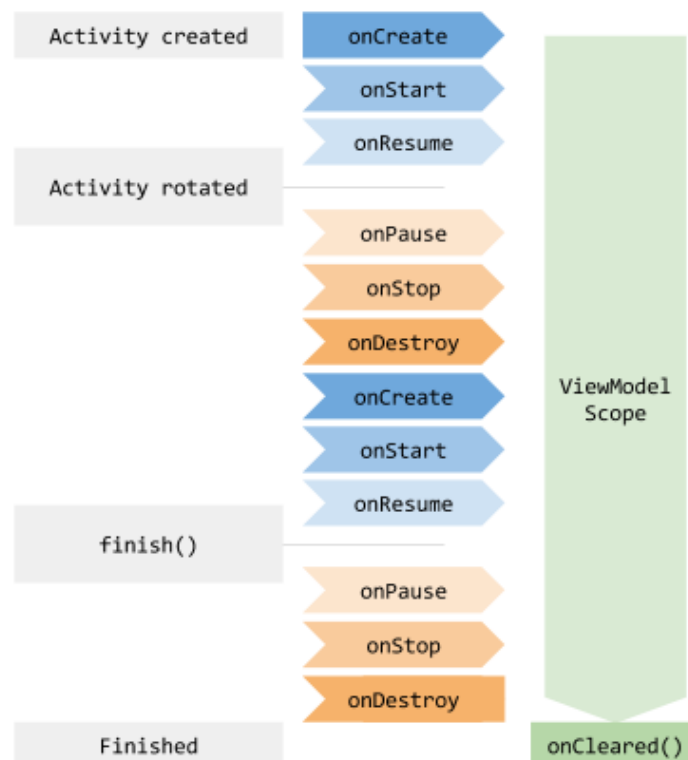 Activity created
onCreate
onStart
onResume
Activity rotated
onPause
onStop
onDestroy
onCreate
ViewModel
Scope
onStart
onResume
finish()
onPause
onStop
onDestroy
Finished
onCleared()